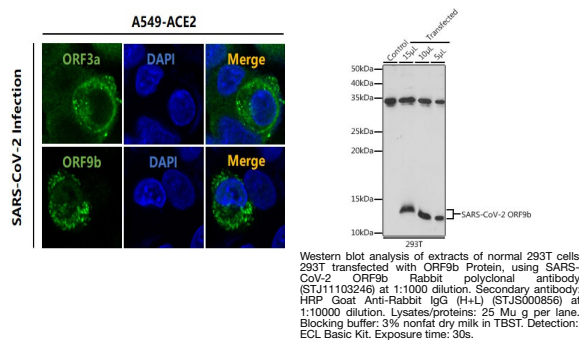 A549-ACE2
SARS-CoV-2 Infection
ORF3a
DAPI
Merge
ORF9b
DAPI
Merge
Transfected
Control
15μL
10μL
5μL
50kDa
40kDa
35kDa
25kDa
20kDa
15kDa
10kDa
SARS-CoV-2 ORF9b
293T
Western blot analysis of extracts of normal 293T cells
293T transfected with ORF9b Protein, using SARS-
CoV-2 ORF9b Rabbit polyclonal antibody
(STJ11103246) at 1:1000 dilution. Secondary antibody:
HRP Goat Anti-Rabbit IgG (H+L) (STJS000856) at
1:10000 dilution. Lysates/proteins: 25 Mu g per lane.
Blocking buffer: 3% nonfat dry milk in TBST. Detection:
ECL Basic Kit. Exposure time: 30s.